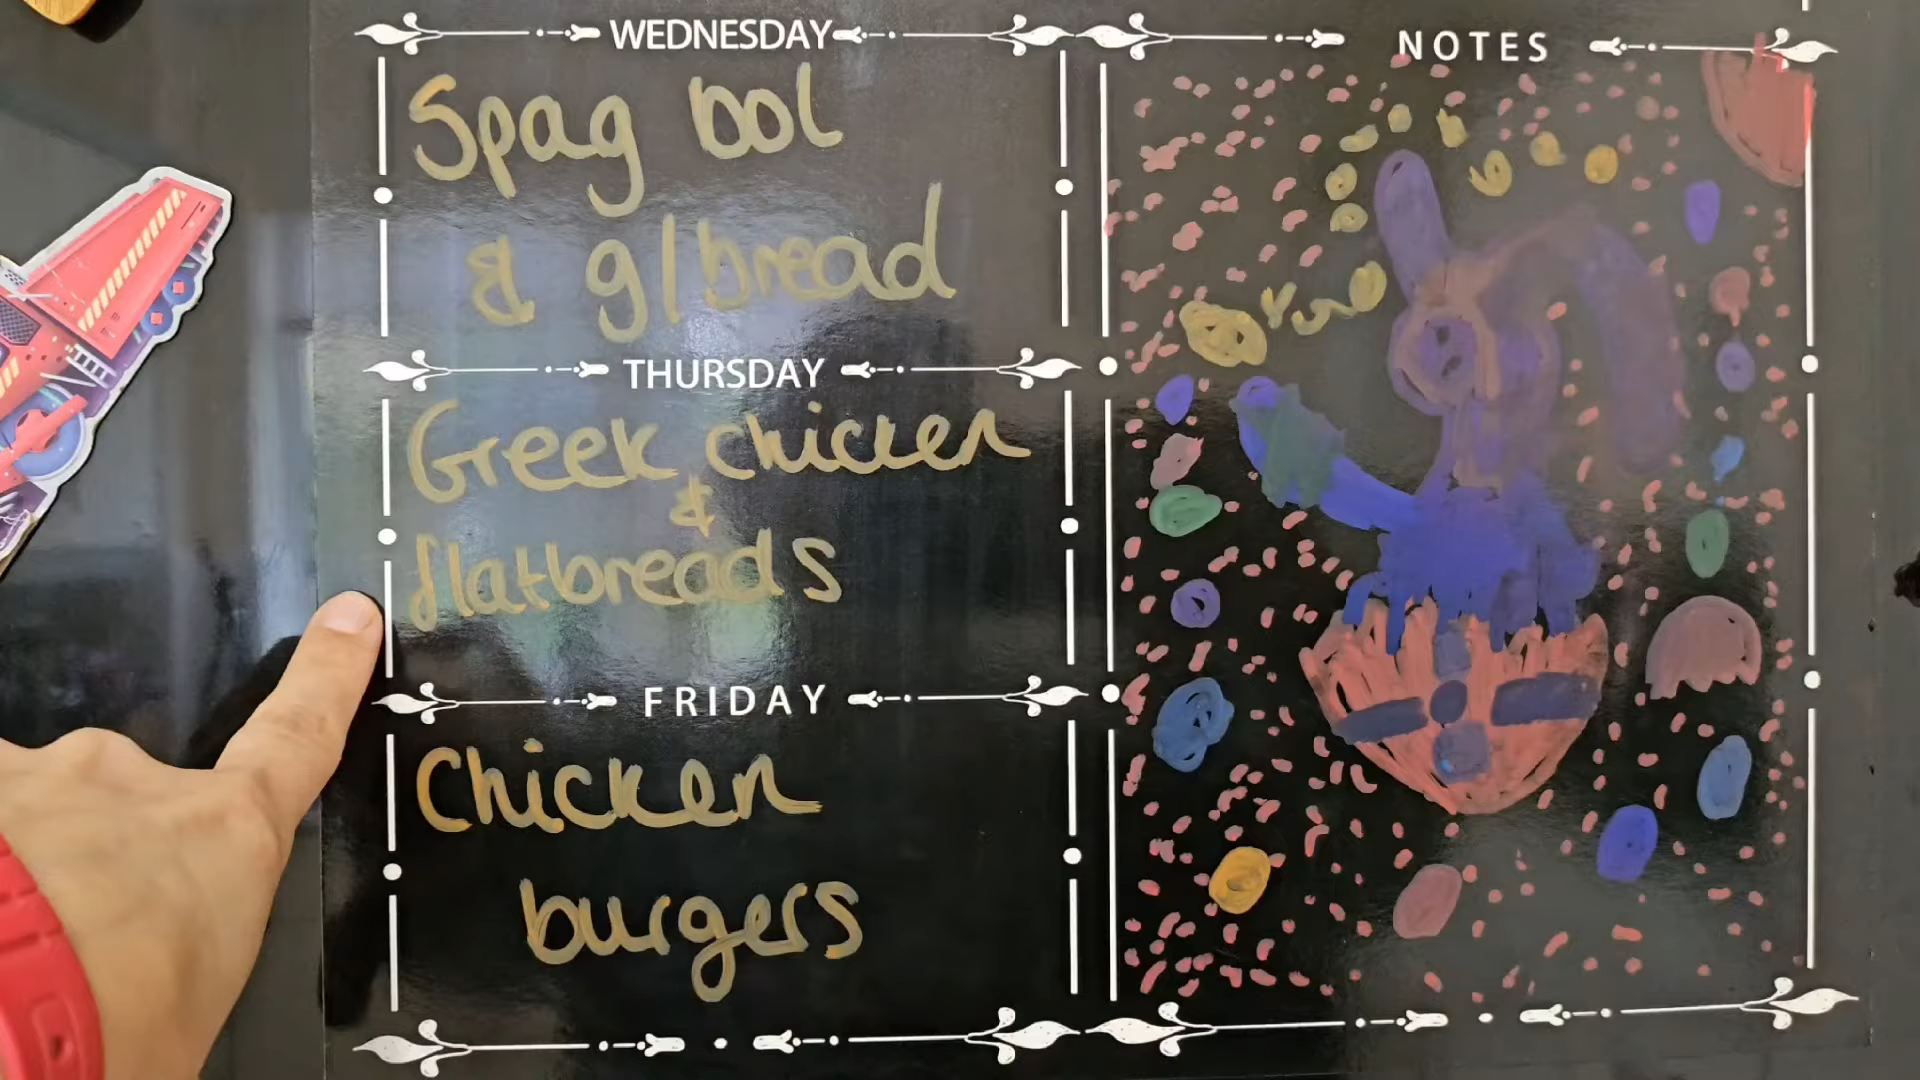 WEDNESDAY
Spag bol
& g/bread
THURSDAY
Greek chicken
&
flatbreads
FRIDAY
Chicken
burgers
NOTES